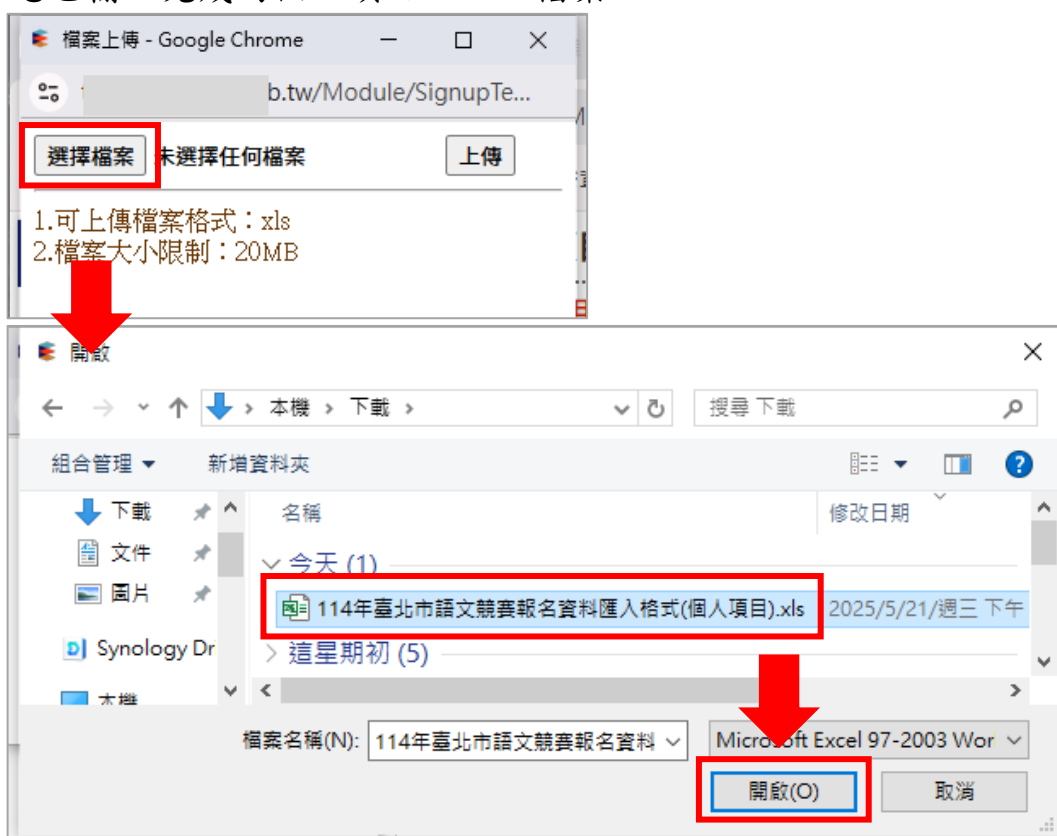 檔案上傳 - Google Chrome
b.tw/Module/SignupTe...
選擇檔案 未選擇任何檔案 上傳
1.可上傳檔案格式：xls
2.檔案大小限制：20MB
開啟
本機 › 下載 ›
搜尋 下載
組合管理 新增資料夾
下載
文件
圖片
Synology Dr
本機
名稱 修改日期
今天 (1)
114年臺北市語文競賽報名資料匯入格式(個人項目).xls 2025/5/21/週三 下午
這星期初 (5)
檔案名稱(N): 114年臺北市語文競賽報名資料 Microsoft Excel 97-2003 Wor
開啟(O) 取消